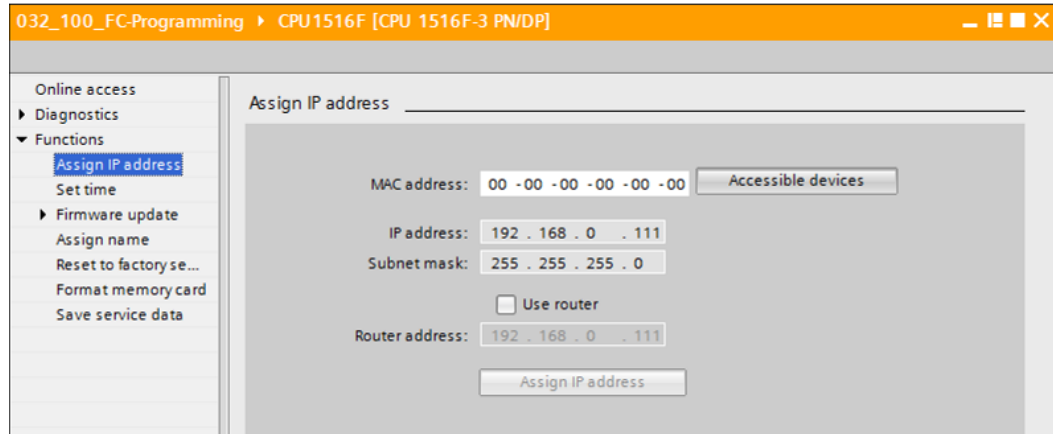 032_100_FC-Programming ▸ CPU1516F [CPU 1516F-3 PN/DP]
Online access
Diagnostics
Functions
Assign IP address
Set time
Firmware update
Assign name
Reset to factory se...
Format memory card
Save service data
Assign IP address
MAC address: 00 -00 -00 -00 -00 -00 Accessible devices
IP address: 192 . 168 . 0 . 111
Subnet mask: 255 . 255 . 255 . 0
Use router
Router address: 192 . 168 . 0 . 111
Assign IP address